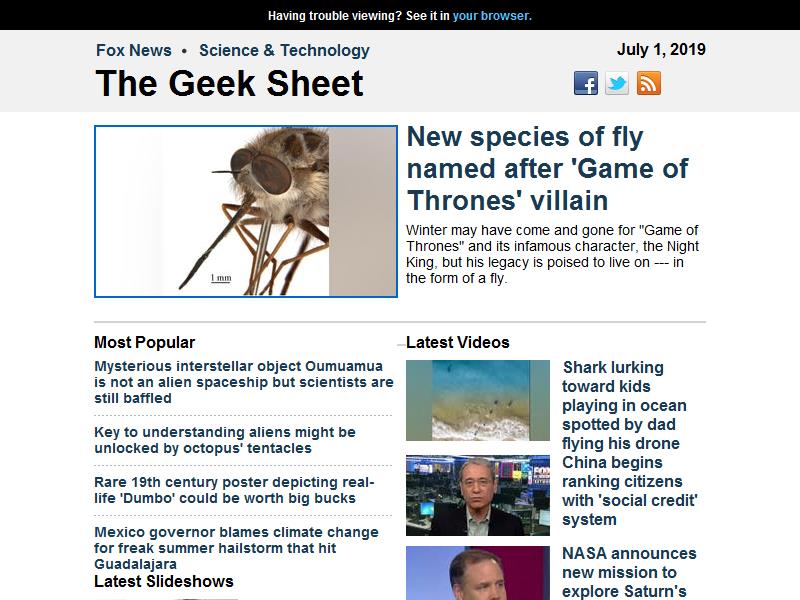 Having trouble viewing? See it in your browser.
Fox News • Science & Technology
July 1, 2019
The Geek Sheet
1 mm
New species of fly
named after 'Game of
Thrones' villain
Winter may have come and gone for "Game of
Thrones" and its infamous character, the Night
King, but his legacy is poised to live on --- in
the form of a fly.
Most Popular
Mysterious interstellar object Oumuamua
is not an alien spaceship but scientists are
still baffled
Key to understanding aliens might be
unlocked by octopus' tentacles
Rare 19th century poster depicting real-
life 'Dumbo' could be worth big bucks
Mexico governor blames climate change
for freak summer hailstorm that hit
Guadalajara
Latest Slideshows
Latest Videos
Shark lurking
toward kids
playing in ocean
spotted by dad
flying his drone
China begins
ranking citizens
with 'social credit'
system
NASA announces
new mission to
explore Saturn's